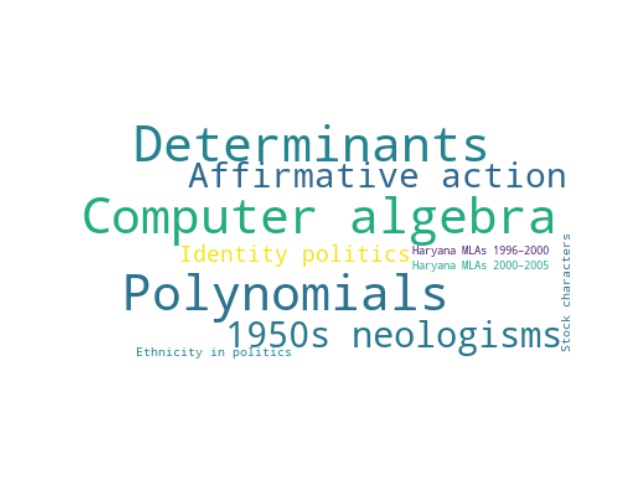 Determinants
Affirmative action
Computer algebra
Identity politics
Haryana MLAs 1996–2000
Haryana MLAs 2000–2005
Stock characters
Polynomials
1950s neologisms
Ethnicity in politics